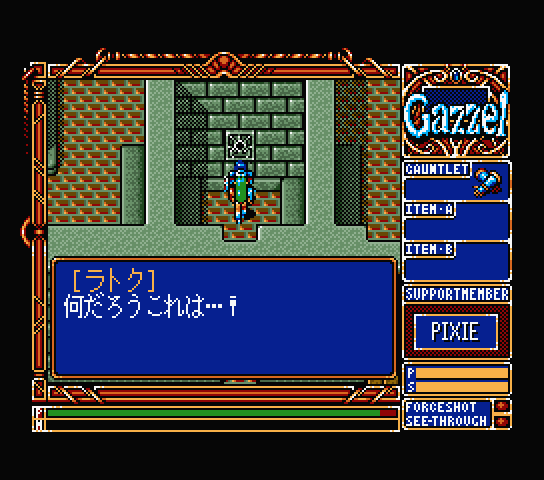 Gazzel
GAUNTLET
ITEM·A
ITEM·B
[ラトク]
何だろうこれは…!
SUPPORTMEMBER
PIXIE
P
S
FORCESHOT
SEE-THROUGH
P
M